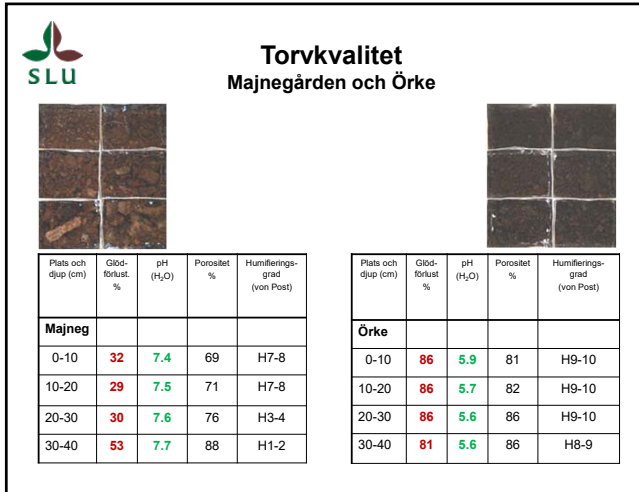 SLU
Torvkvalitet
Majnegården och Örke
Plats och djup (cm) Glöd-förlust. % pH (H₂O) Porositet % Humifierings-grad (von Post)
Majneg
0-10 32 7.4 69 H7-8
10-20 29 7.5 71 H7-8
20-30 30 7.6 76 H3-4
30-40 53 7.7 88 H1-2
Plats och djup (cm) Glöd-förlust % pH (H₂O) Porositet % Humifierings-grad (von Post)
Örke
0-10 86 5.9 81 H9-10
10-20 86 5.7 82 H9-10
20-30 86 5.6 86 H9-10
30-40 81 5.6 86 H8-9